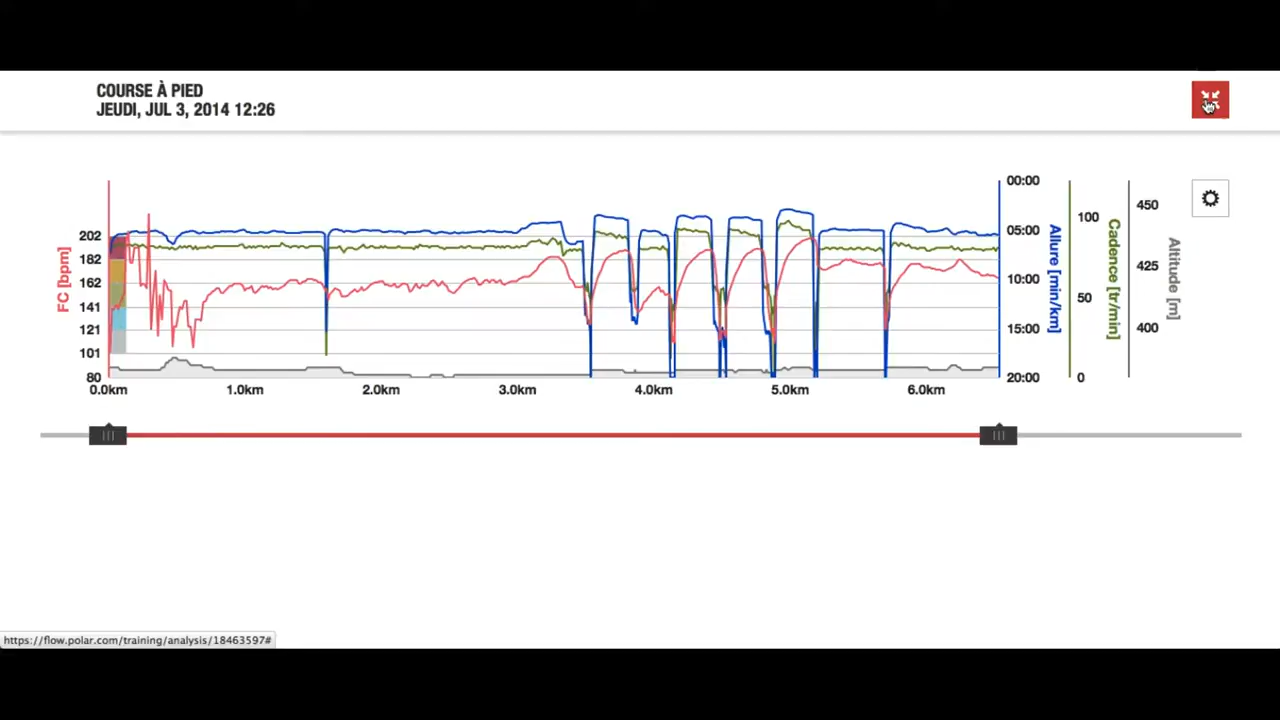 COURSE À PIED
JEUDI, JUL 3, 2014 12:26
FC [bpm]
202
182
162
141
121
101
80
0.0km 1.0km 2.0km 3.0km 4.0km 5.0km 6.0km
00:00
05:00
10:00
15:00
20:00
Allure [min/km]
100
50
0
Cadence [tr/min]
450
425
400
Altitude [m]
https://flow.polar.com/training/analysis/18463597#